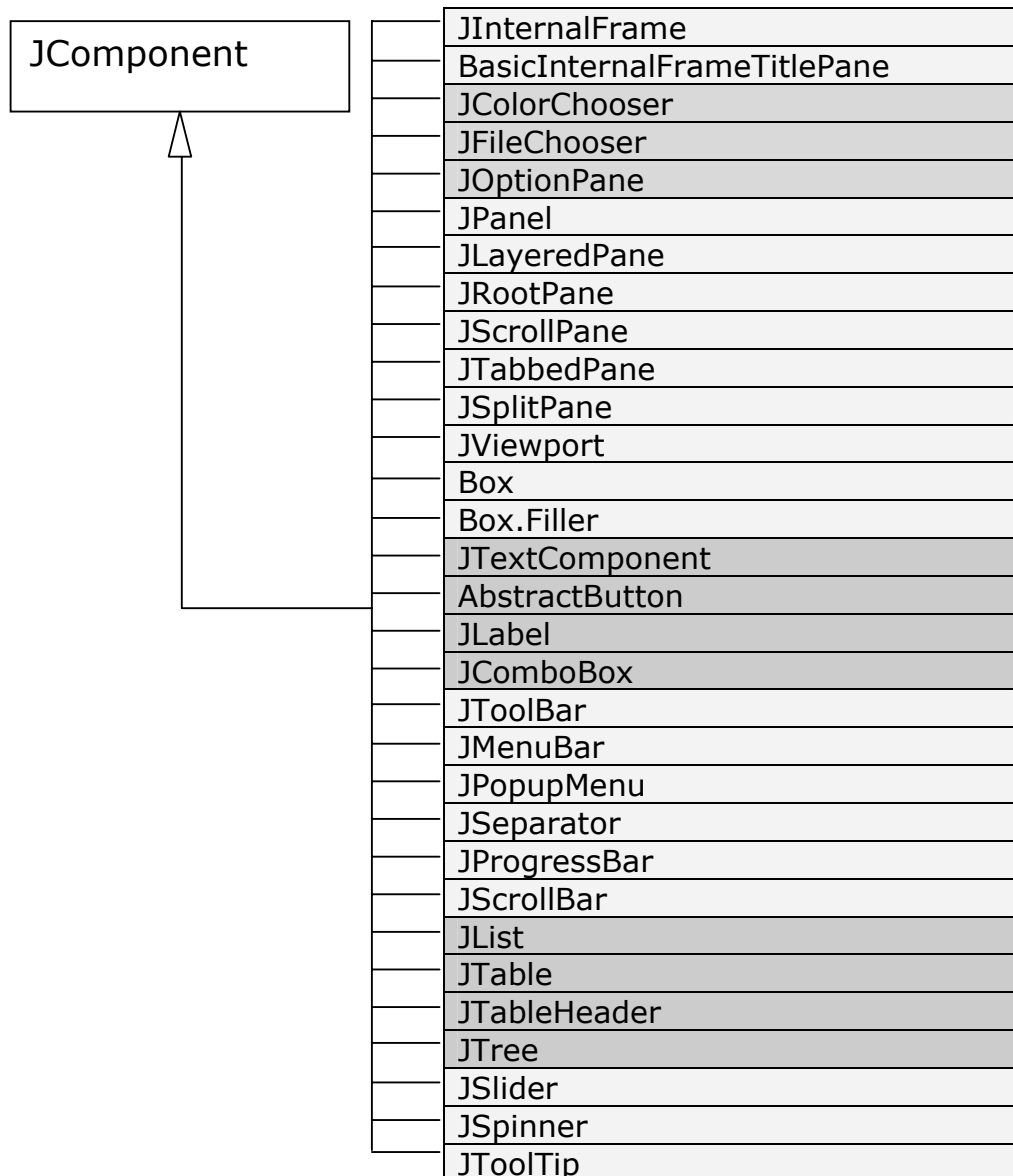 JComponent
JInternalFrame
BasicInternalFrameTitlePane
JColorChooser
JFileChooser
JOptionPane
JPanel
JLayeredPane
JRootPane
JScrollPane
JTabbedPane
JSplitPane
JViewport
Box
Box.Filler
JTextComponent
AbstractButton
JLabel
JComboBox
JToolBar
JMenuBar
JPopupMenu
JSeparator
JProgressBar
JScrollBar
JList
JTable
JTableHeader
JTree
JSlider
JSpinner
JToolTip